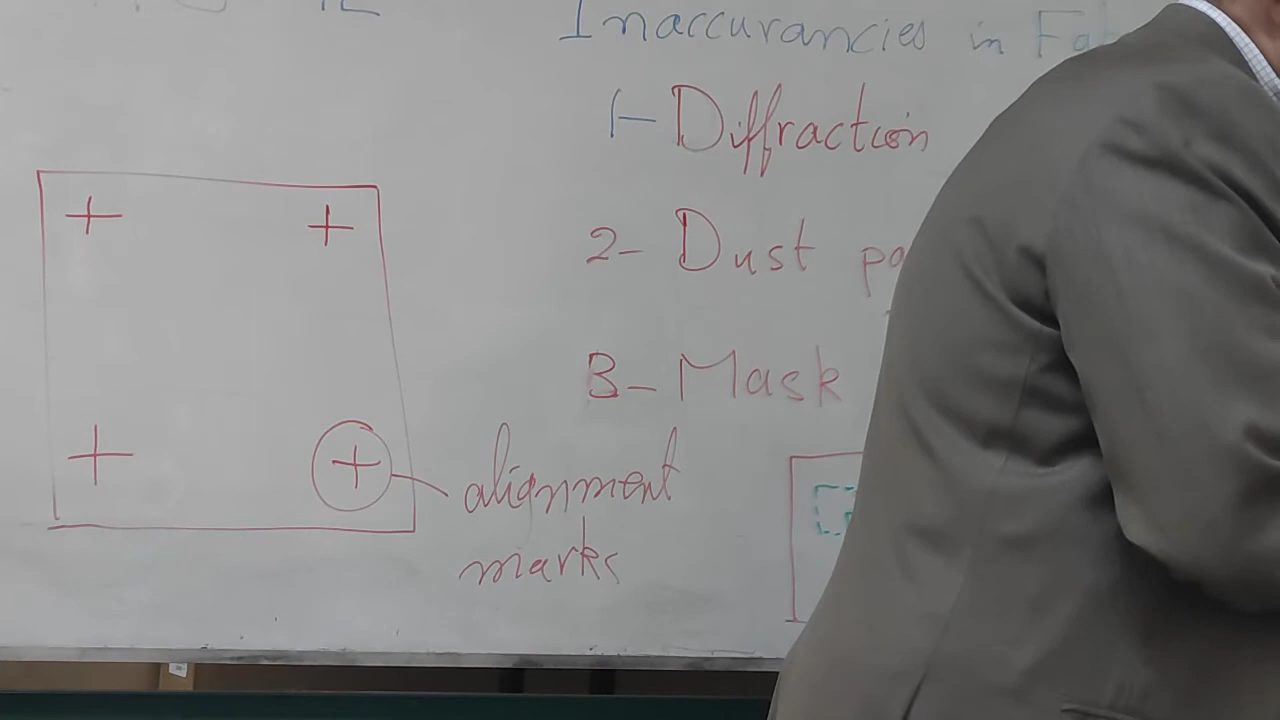 Inaccurancies in
1- Diffraction
2- Dust
3- Mask
alignment
marks